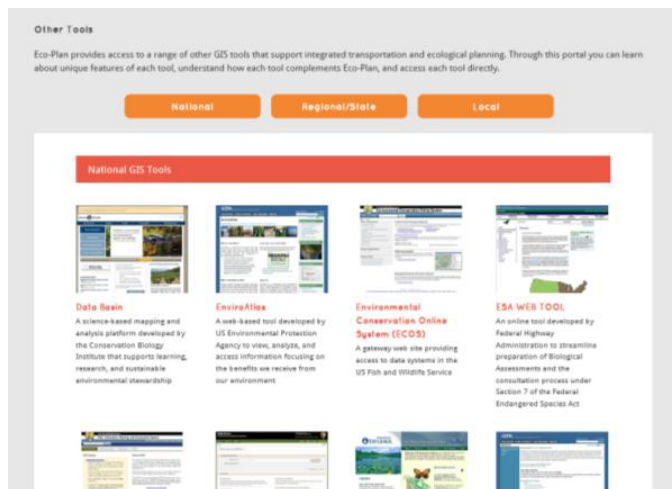 Other Tools
Eco-Plan provides access to a range of other GIS tools that support integrated transportation and ecological planning. Through this portal you can learn
about unique features of each tool, understand how each tool complements Eco-Plan, and access each tool directly.
National
Regional/State
Local
National GIS Tools
Data Basin
A science-based mapping and
analysis platform developed by
the Conservation Biology
Institute that supports learning,
research, and sustainable
environmental stewardship
EnviroAtlas
A web-based tool developed by
US Environmental Protection
Agency to view, analyze, and
access information focusing on
the benefits we receive from
our environment
Environmental
Conservation Online
System (ECOS)
A gateway web site providing
access to data systems in the
US Fish and Wildlife Service
ESA WEB TOOL
An online tool developed by
Federal Highway
Administration to streamline
preparation of Biological
Assessments and the
consultation process under
Section 7 of the Federal
Endangered Species Act